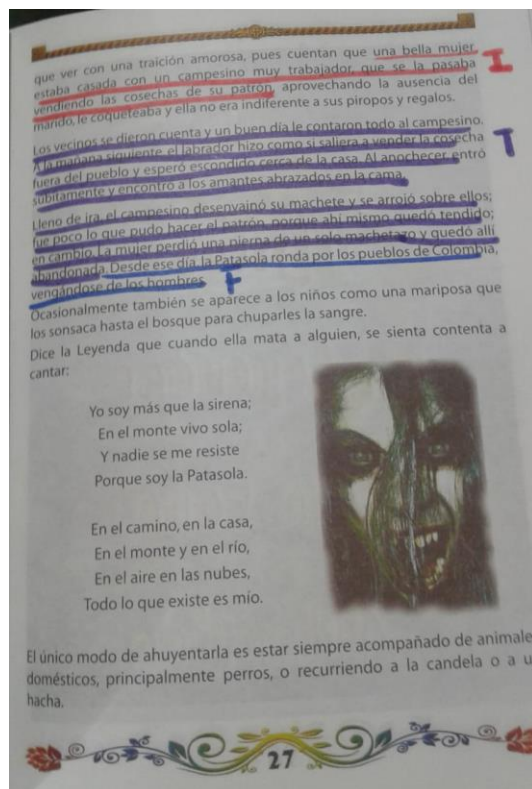 que ver con una traición amorosa, pues cuentan que una bella mujer
estaba casada con un campesino muy trabajador, que se la pasaba
vendiendo las cosechas de su patrón, aprovechando la ausencia del
marido, le coqueteaba y ella no era indiferente a sus piropos y regalos.
I
Los vecinos se dieron cuenta y un buen día le contaron todo al campesino.
A la mañana siguiente el labrador hizo como si saliera a vender la cosecha
fuera del pueblo y esperó escondido cerca de la casa. Al anochecer, entró
súbitamente y encontró a los amantes abrazados en la cama.
T
Lleno de ira, el campesino desenvainó su machete y se arrojó sobre ellos;
fue poco lo que pudo hacer el patrón, porque ahí mismo quedó tendido;
en cambio. La mujer perdió una pierna de un solo machetazo y quedó allí
abandonada. Desde ese día la Patasola ronda por los pueblos de Colombia,
vengándose de los hombres.
F
Ocasionalmente también se aparece a los niños como una mariposa que
los sonsaca hasta el bosque para chuparles la sangre.
Dice la Leyenda que cuando ella mata a alguien, se sienta contenta a
cantar:
Yo soy más que la sirena;
En el monte vivo sola;
Y nadie se me resiste
Porque soy la Patasola.
En el camino, en la casa,
En el monte y en el río,
En el aire en las nubes,
Todo lo que existe es mío.
El único modo de ahuyentarla es estar siempre acompañado de animale
domésticos, principalmente perros, o recurriendo a la candela o a u
hacha.
27